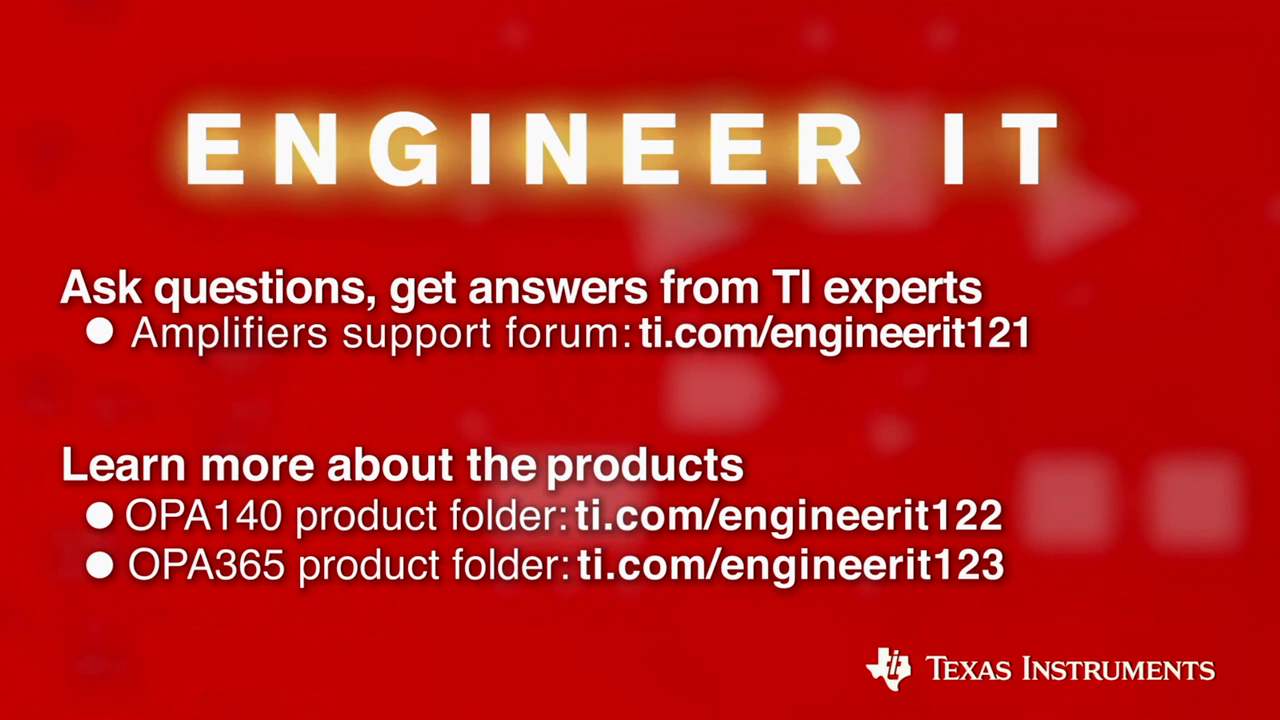 ENGINEER IT
Ask questions, get answers from TI experts
● Amplifiers support forum: ti.com/engineerit121
Learn more about the products
● OPA140 product folder: ti.com/engineerit122
● OPA365 product folder: ti.com/engineerit123
TEXAS INSTRUMENTS